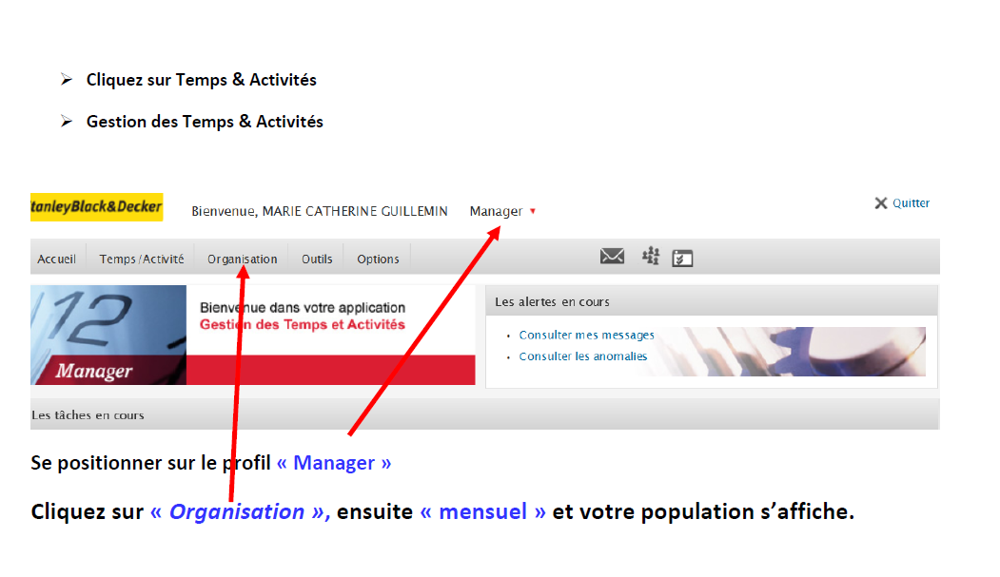 ➢ Cliquez sur Temps & Activités
➢ Gestion des Temps & Activités
tanleyBlack&Decker
Bienvenue, MARIE CATHERINE GUILLEMIN Manager
Quitter
Accueil Temps/Activité Organisation Outils Options
12
Manager
Bienvenue dans votre application
Gestion des Temps et Activités
Les alertes en cours
• Consulter mes messages
• Consulter les anomalies
Les tâches en cours
Se positionner sur le profil « Manager »
Cliquez sur « Organisation », ensuite « mensuel » et votre population s’affiche.